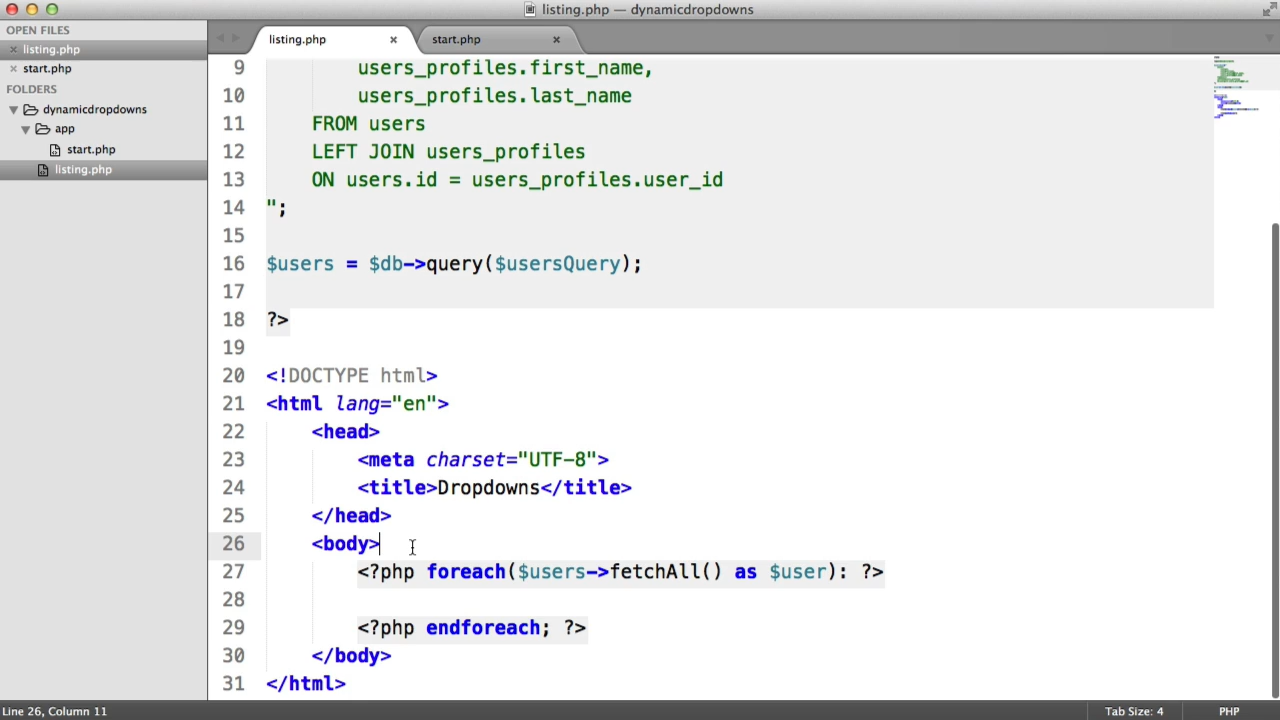 listing.php — dynamicdropdowns
OPEN FILES
× listing.php
× start.php
FOLDERS
dynamicdropdowns
app
start.php
listing.php
listing.php ×
start.php ×
9 users_profiles.first_name,
10 users_profiles.last_name
11 FROM users
12 LEFT JOIN users_profiles
13 ON users.id = users_profiles.user_id
14 ";
15
16 $users = $db->query($usersQuery);
17
18 ?>
19
20 <!DOCTYPE html>
21 <html lang="en">
22 <head>
23 <meta charset="UTF-8">
24 <title>Dropdowns</title>
25 </head>
26 <body>
27 <?php foreach($users->fetchAll() as $user): ?>
28
29 <?php endforeach; ?>
30 </body>
31 </html>
Line 26, Column 11
Tab Size: 4
PHP